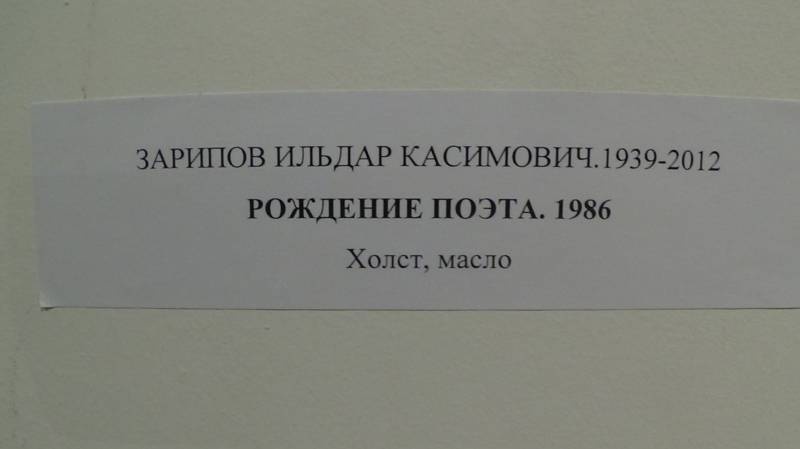 ЗАРИПОВ ИЛЬДАР КАСИМОВИЧ.1939-2012
РОЖДЕНИЕ ПОЭТА. 1986
Холст, масло